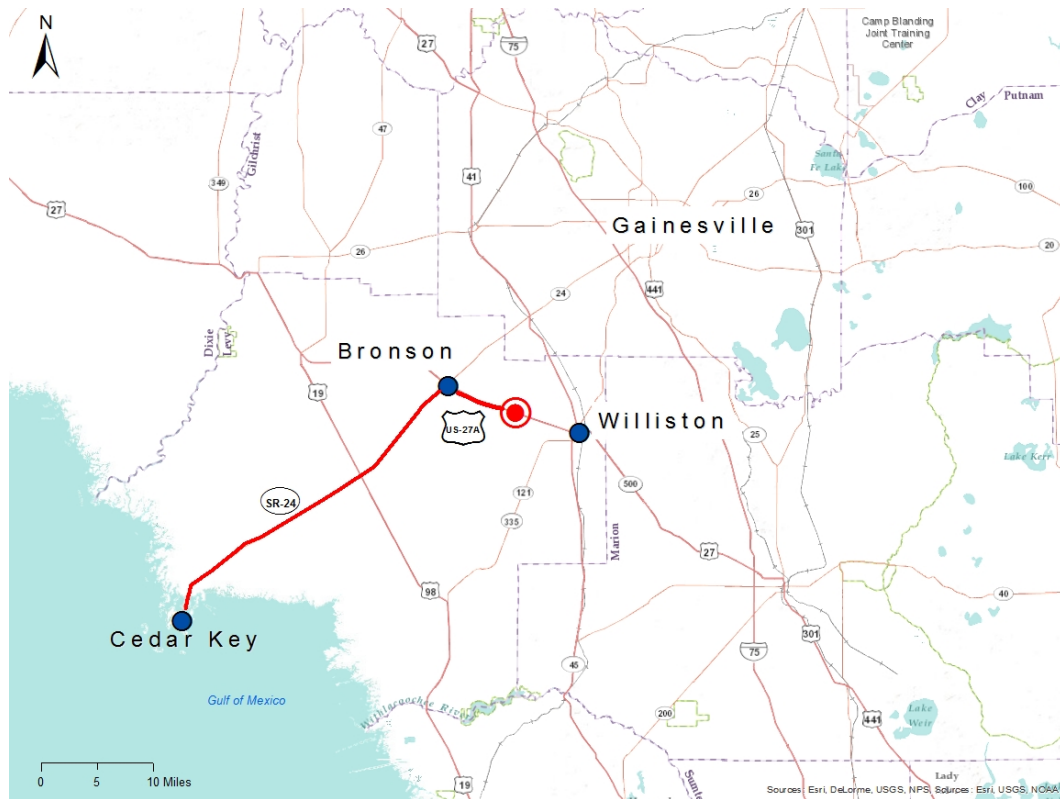 N
Camp Blanding
Joint Training
Center
27
75
Clay
Putnam
47
Gilchrist
Santa
Fe Lake
349
41
26
100
27
Gainesville
301
26
20
24
441
Dixie
Levy
Bronson
19
US-27A
Williston
25
Lake Kerr
500
SR-24
121
335
Marion
27
98
40
Cedar Key
301
75
45
Gulf of Mexico
Withlacoochee River
200
Lake
Weir
441
0 5 10 Miles
19
Sumte
Lady
Sources: Esri, DeLorme, USGS, NPS, Sources: Esri, USGS, NOAA